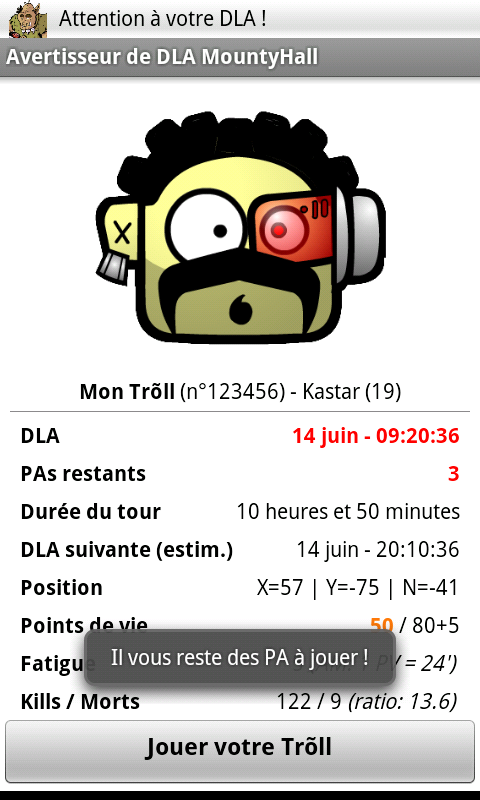 Attention à votre DLA !
Avertisseur de DLA MountyHall
X
Mon Trõll (n°123456) - Kastar (19)
DLA 14 juin - 09:20:36
PAs restants 3
Durée du tour 10 heures et 50 minutes
DLA suivante (estim.) 14 juin - 20:10:36
Position X=57 | Y=-75 | N=-41
Points de vie 50 / 80+5
Il vous reste des PA à jouer !
Fatigue PV = 24')
Kills / Morts 122 / 9 (ratio: 13.6)
Jouer votre Trõll